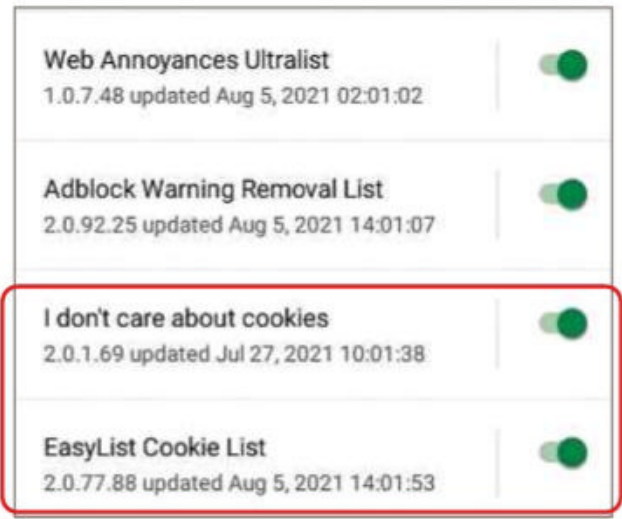 Web Annoyances Ultralist
1.0.7.48 updated Aug 5, 2021 02:01:02
Adblock Warning Removal List
2.0.92.25 updated Aug 5, 2021 14:01:07
I don't care about cookies
2.0.1.69 updated Jul 27, 2021 10:01:38
EasyList Cookie List
2.0.77.88 updated Aug 5, 2021 14:01:53